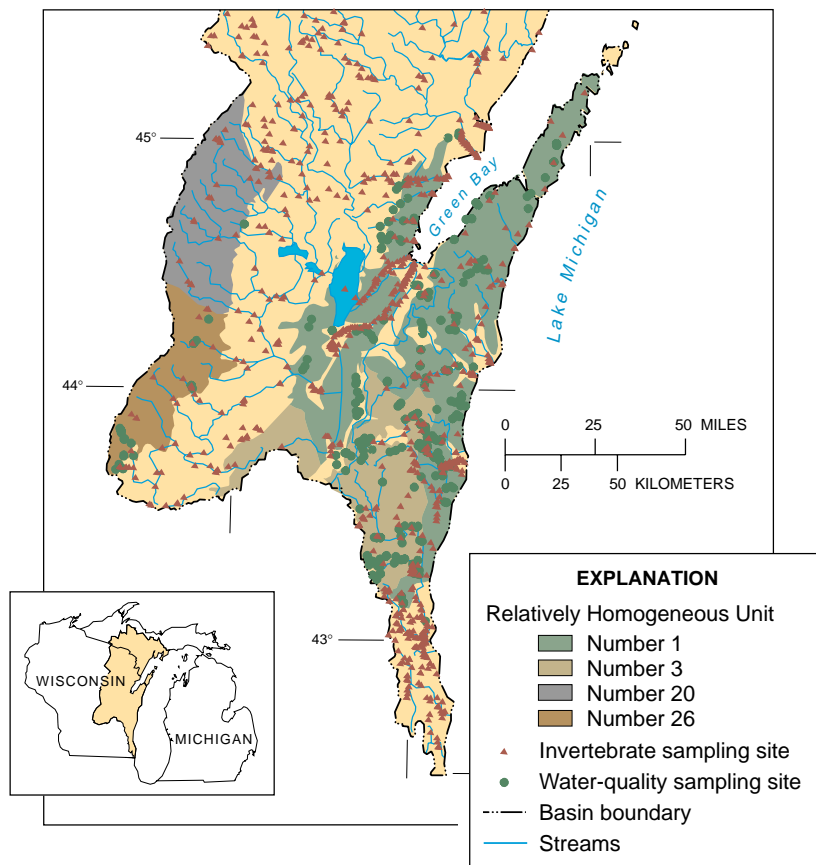 45°
Green Bay
Lake Michigan
44°
0 25 50 MILES
0 25 50 KILOMETERS
43°
WISCONSIN
MICHIGAN
EXPLANATION
Relatively Homogeneous Unit
Number 1
Number 3
Number 20
Number 26
Invertebrate sampling site
Water-quality sampling site
Basin boundary
Streams